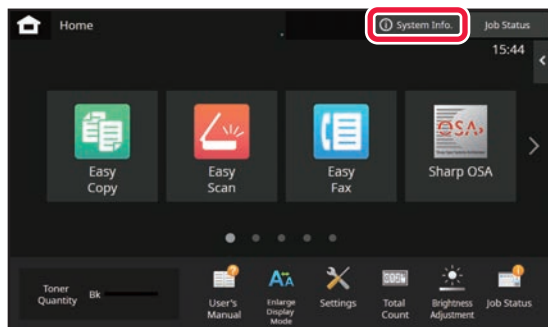 Home
System Info.
Job Status
15:44
Easy
Copy
Easy
Scan
Easy
Fax
OSA
Sharp OSA
Toner
Quantity
Bk
User's
Manual
Enlarge
Display
Mode
Settings
Total
Count
Brightness
Adjustment
Job Status